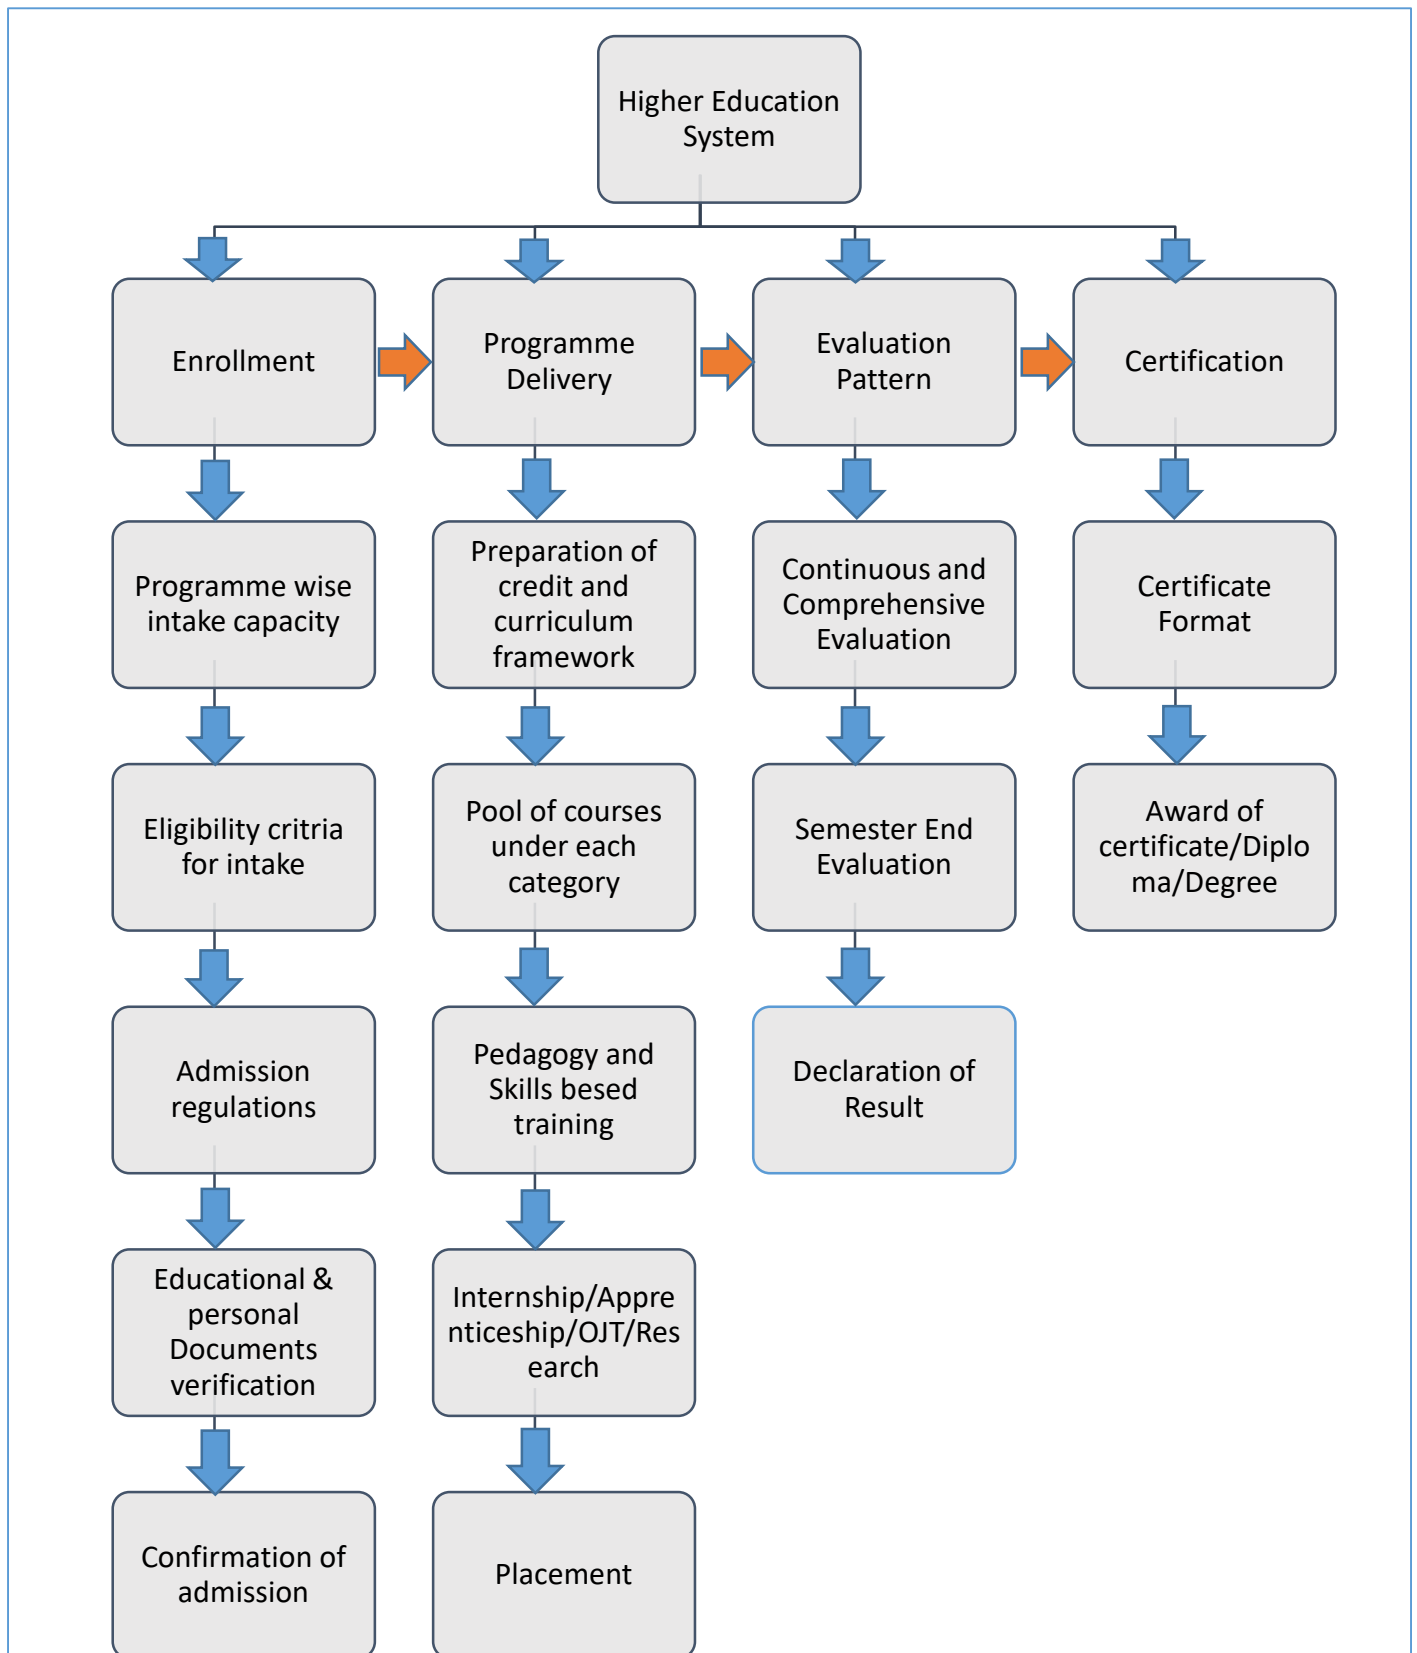 Higher Education
System
Enrollment
Programme
Delivery
Evaluation
Pattern
Certification
Programme wise
intake capacity
Preparation of
credit and
curriculum
framework
Continuous and
Comprehensive
Evaluation
Certificate
Format
Eligibility critria
for intake
Pool of courses
under each
category
Semester End
Evaluation
Award of
certificate/Diplo
ma/Degree
Admission
regulations
Pedagogy and
Skills besed
training
Declaration of
Result
Educational &
personal
Documents
verification
Internship/Appre
nticeship/OJT/Res
earch
Confirmation of
admission
Placement